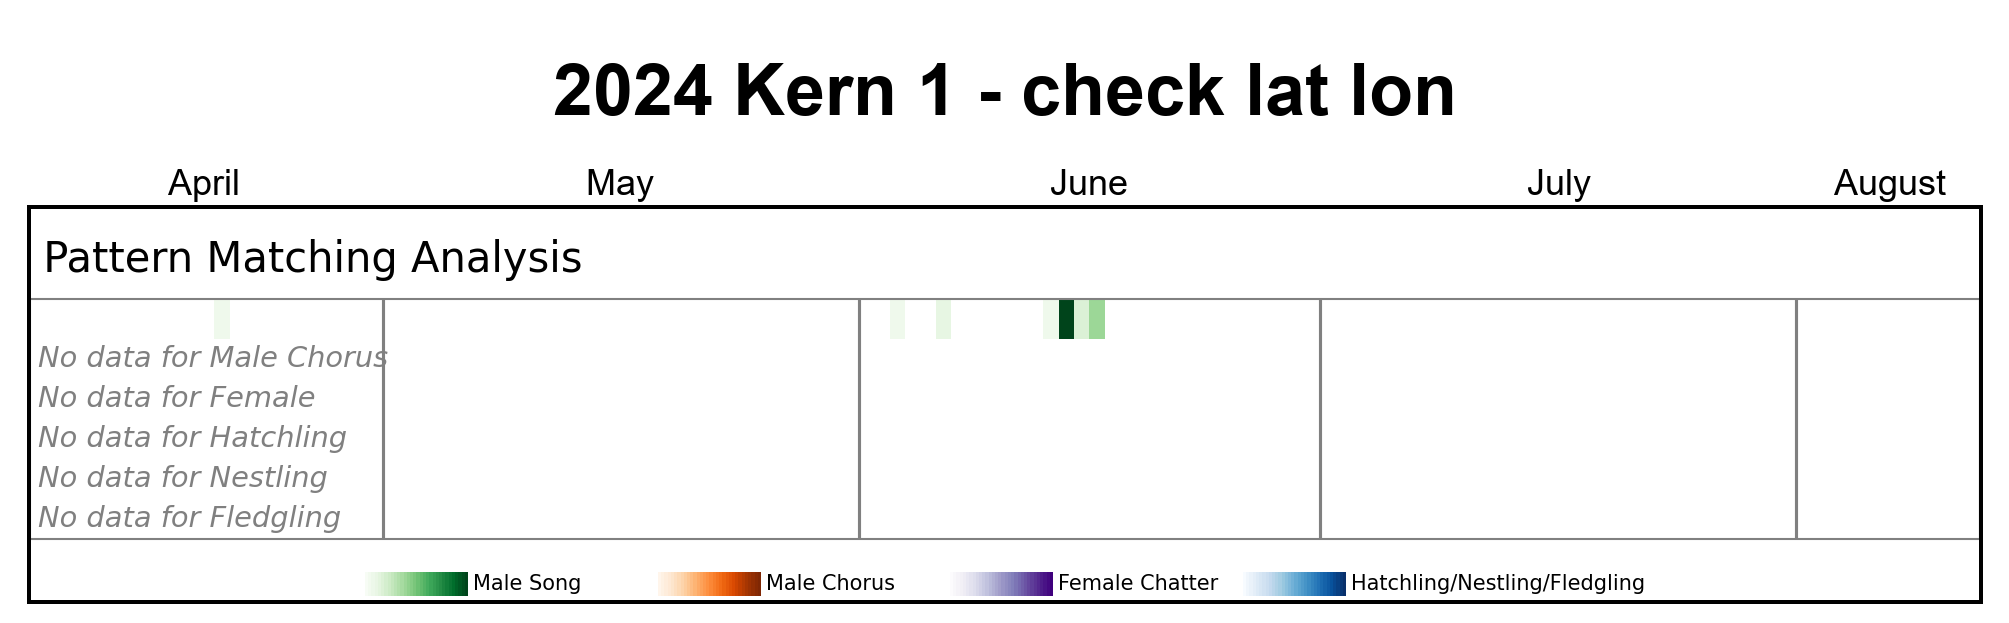 2024 Kern 1 - check lat lon
April May June July August
Pattern Matching Analysis
No data for Male Chorus
No data for Female
No data for Hatchling
No data for Nestling
No data for Fledgling
Male Song Male Chorus Female Chatter Hatchling/Nestling/Fledgling